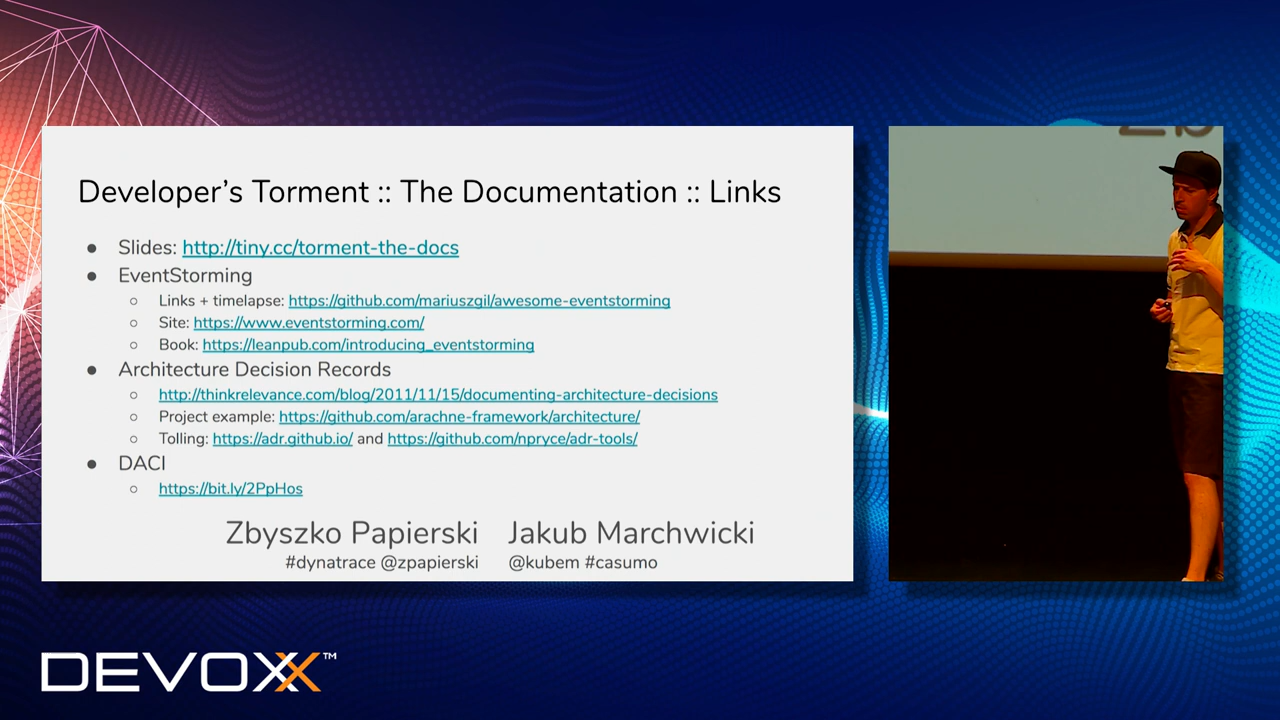 Developer's Torment :: The Documentation :: Links
● Slides: http://tiny.cc/torment-the-docs
● EventStorming
○ Links + timelapse: https://github.com/mariuszgil/awesome-eventstorming
○ Site: https://www.eventstorming.com/
○ Book: https://leanpub.com/introducing_eventstorming
● Architecture Decision Records
○ http://thinkrelevance.com/blog/2011/11/15/documenting-architecture-decisions
○ Project example: https://github.com/arachne-framework/architecture/
○ Tolling: https://adr.github.io/ and https://github.com/npryce/adr-tools/
● DACI
○ https://bit.ly/2PpHos
Zbyszko Papierski Jakub Marchwicki
#dynatrace @zpapierski @kubem #casumo
DEVOXX™